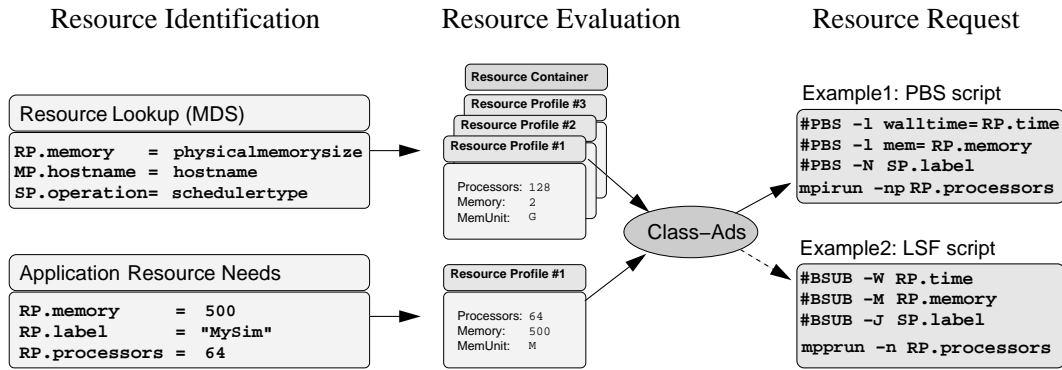 Resource Identification
Resource Evaluation
Resource Request
Resource Lookup (MDS)
RP.memory = physicalmemorysize
MP.hostname = hostname
SP.operation= schedulertype
Application Resource Needs
RP.memory = 500
RP.label = "MySim"
RP.processors = 64
Resource Container
Resource Profile #3
Resource Profile #2
Resource Profile #1
Processors: 128
Memory: 2
MemUnit: G
Resource Profile #1
Processors: 64
Memory: 500
MemUnit: M
Class-Ads
Example1: PBS script
#PBS -l walltime= RP.time
#PBS -l mem= RP.memory
#PBS -N SP.label
mpirun -np RP.processors
Example2: LSF script
#BSUB -W RP.time
#BSUB -M RP.memory
#BSUB -J SP.label
mpprun -n RP.processors